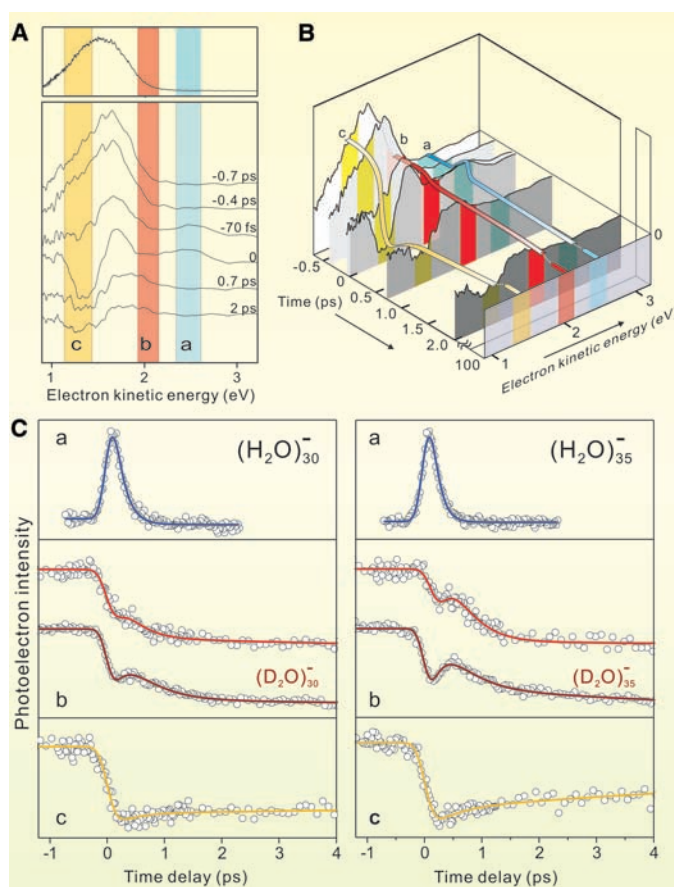 A
-0.7 ps
-0.4 ps
-70 fs
0
0.7 ps
2 ps
c
b
a
1
2
3
Electron kinetic energy (eV)
B
c
b
a
0
-0.5
0
0.5
1.0
1.5
2.0
100
Time (ps)
1
2
3
Electron kinetic energy (eV)
C
Photoelectron intensity
a
(H₂O)₃₀⁻
(D₂O)₃₀⁻
b
c
-1 0 1 2 3 4
Time delay (ps)
a
(H₂O)₃₅⁻
(D₂O)₃₅⁻
b
c
-1 0 1 2 3 4
Time delay (ps)